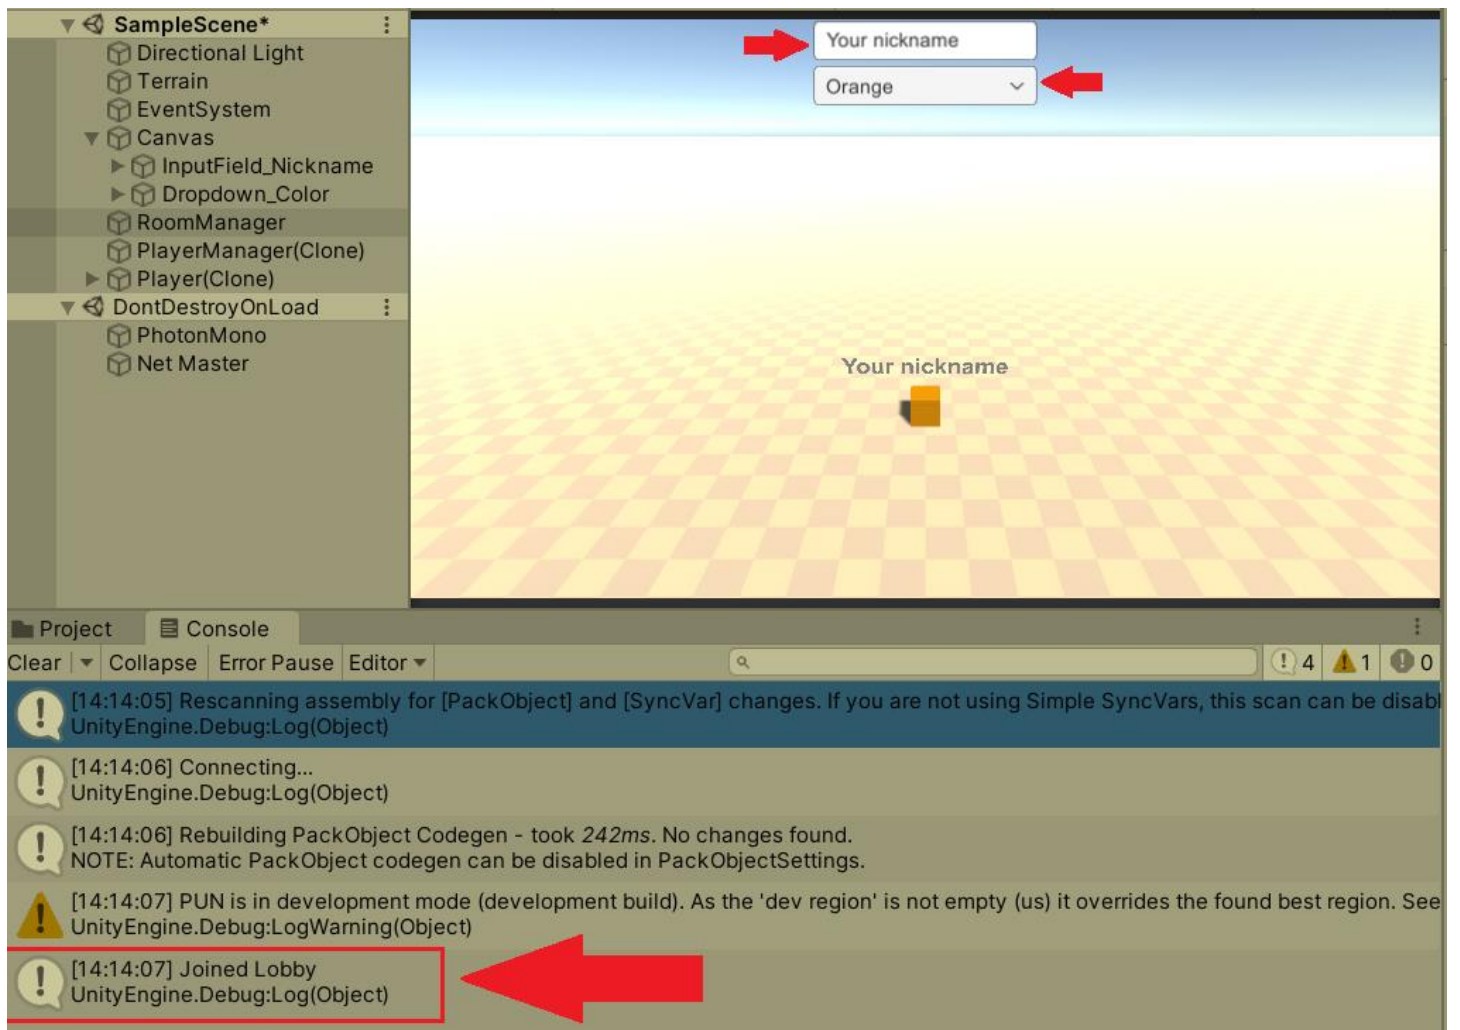 SampleScene*
Directional Light
Terrain
EventSystem
Canvas
InputField_Nickname
Dropdown_Color
RoomManager
PlayerManager(Clone)
Player(Clone)
DontDestroyOnLoad
PhotonMono
Net Master
Your nickname
Orange
Your nickname
Project
Console
Clear
Collapse
Error Pause
Editor
4
1
0
[14:14:05] Rescanning assembly for [PackObject] and [SyncVar] changes. If you are not using Simple SyncVars, this scan can be disabl
UnityEngine.Debug:Log(Object)
[14:14:06] Connecting...
UnityEngine.Debug:Log(Object)
[14:14:06] Rebuilding PackObject Codegen - took 242ms. No changes found.
NOTE: Automatic PackObject codegen can be disabled in PackObjectSettings.
[14:14:07] PUN is in development mode (development build). As the 'dev region' is not empty (us) it overrides the found best region. See
UnityEngine.Debug:LogWarning(Object)
[14:14:07] Joined Lobby
UnityEngine.Debug:Log(Object)